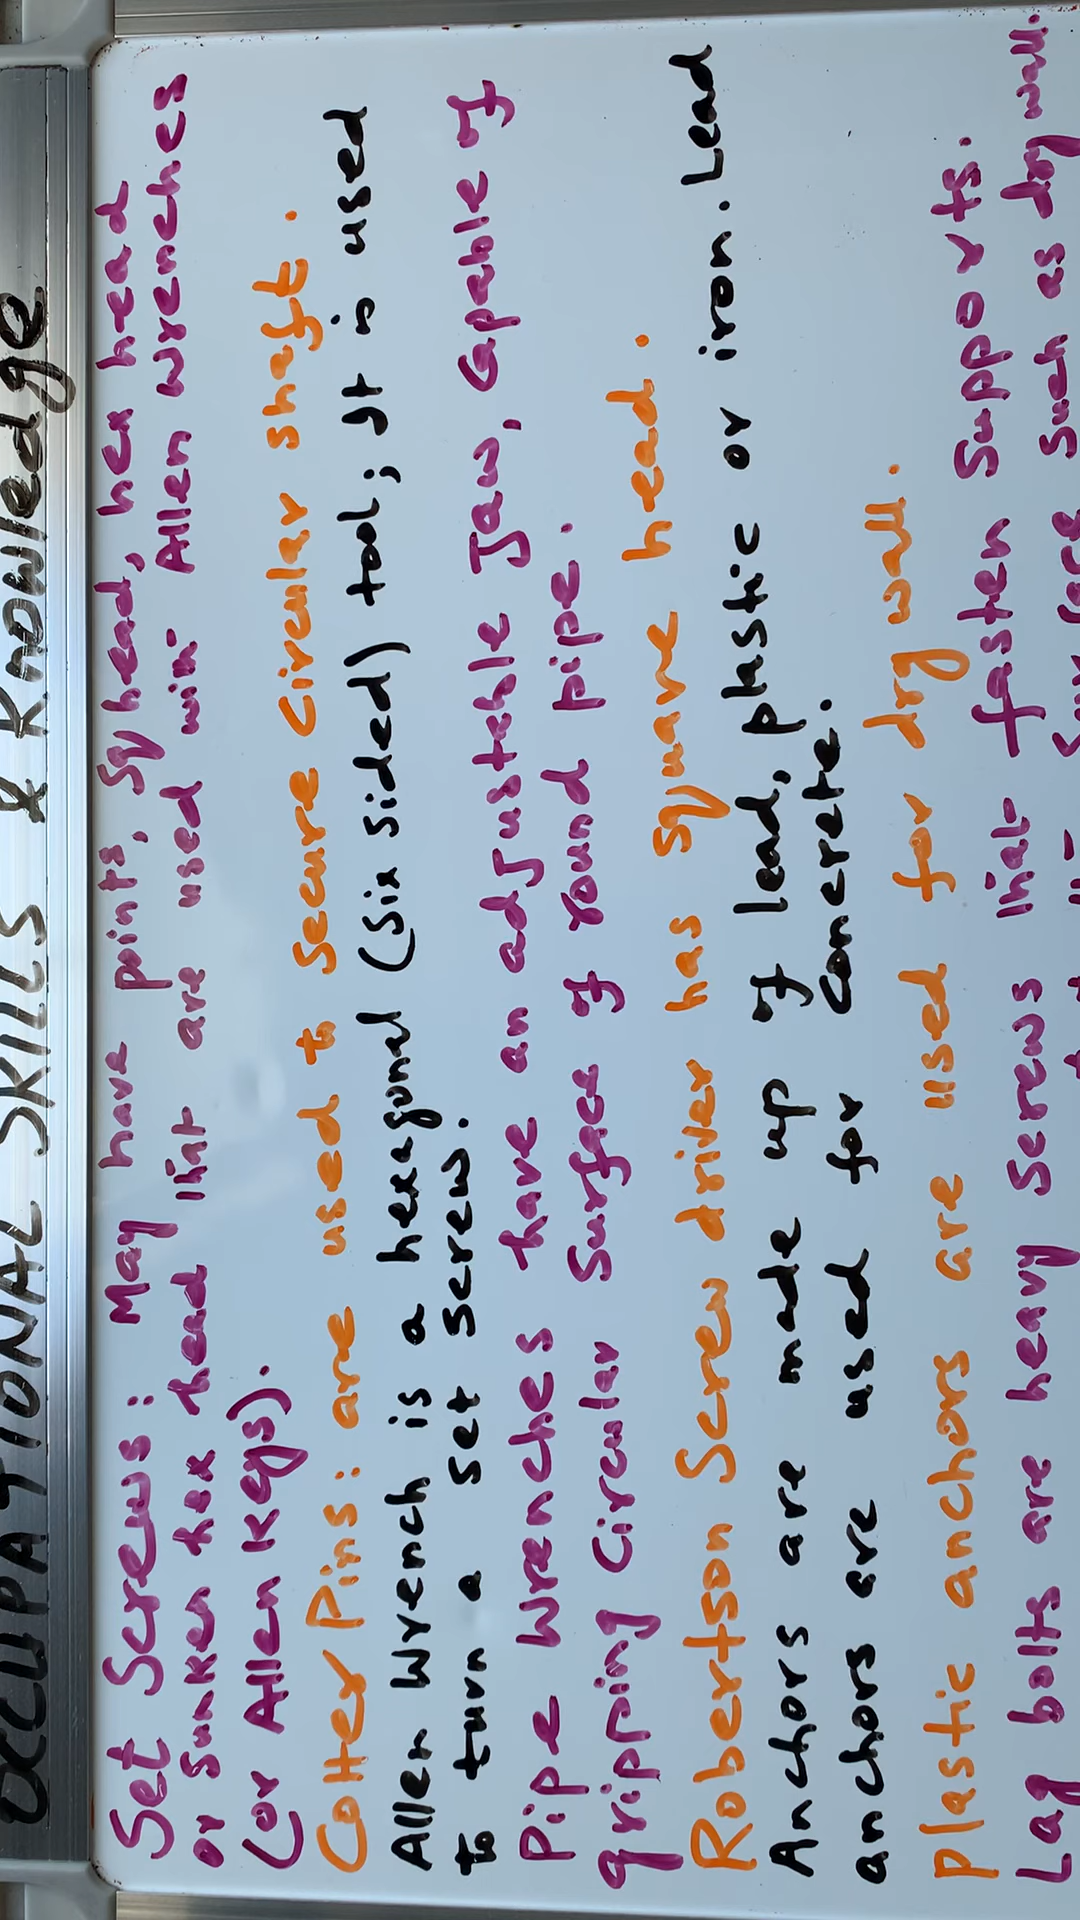 OCCUPATIONAL SKILLS & Knowledge
Set Screws: May have points, Sq head, hex head
or Sunken hex head that are used with Allen wrenches
(or Allen Keys).
Cotter Pins: are used to Secure Circular shaft.
Allen Wrench is a hexagonal (Six sided) tool; It is used
to turn a Set Screw.
Pipe Wrenches have an adjustable Jaw, Capable of
gripping Circular Surface of round pipe.
Robertson Screw driver has square head.
Anchors are made up of lead, plastic or iron. Lead
anchors are used for Concrete.
Plastic anchors are used for dry wall.
Lag bolts are heavy Screws that fasten Supports.
Such as dry wall.